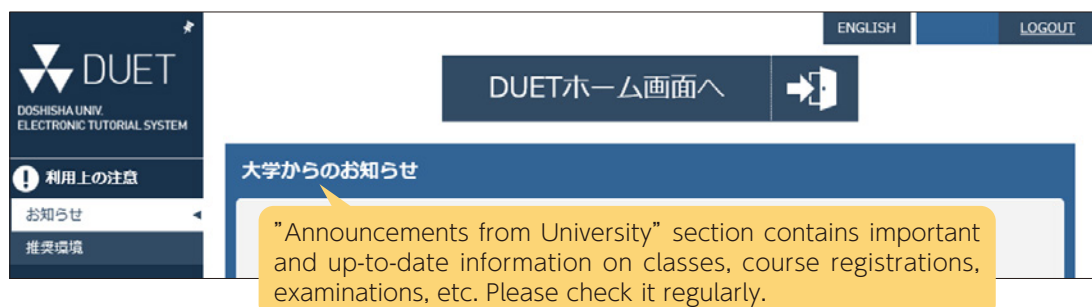 ENGLISH
LOGOUT
DUET
DOSHISHA UNIV.
ELECTRONIC TUTORIAL SYSTEM
DUETホーム画面へ
利用上の注意
お知らせ
推奨環境
大学からのお知らせ
”Announcements from University” section contains important
and up-to-date information on classes, course registrations,
examinations, etc. Please check it regularly.